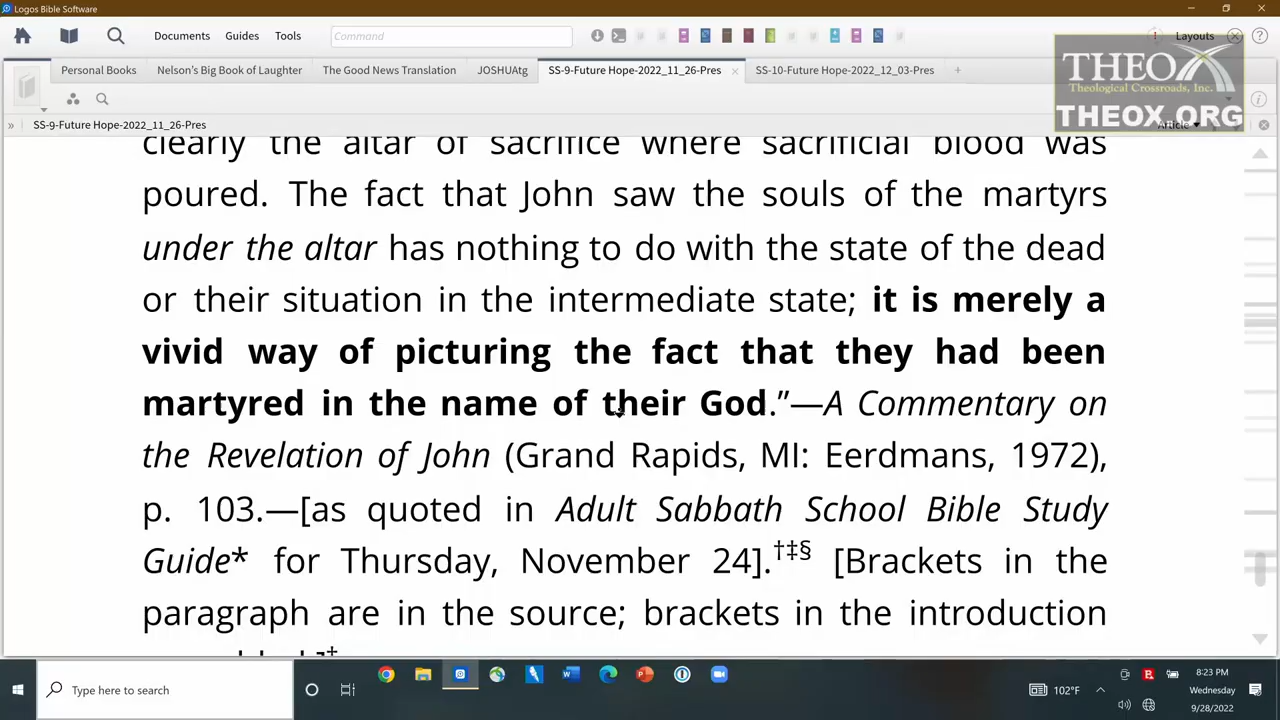 Logos Bible Software
Documents Guides Tools Command Layouts
THEOX
Theological Crossroads, Inc.
THEOX.ORG
Personal Books Nelson's Big Book of Laughter The Good News Translation JOSHUAtg SS-9-Future Hope-2022_11_26-Pres SS-10-Future Hope-2022_12_03-Pres
SS-9-Future Hope-2022_11_26-Pres Article
clearly the altar of sacrifice where sacrificial blood was
poured. The fact that John saw the souls of the martyrs
under the altar has nothing to do with the state of the dead
or their situation in the intermediate state; it is merely a
vivid way of picturing the fact that they had been
martyred in the name of their God.”—A Commentary on
the Revelation of John (Grand Rapids, MI: Eerdmans, 1972),
p. 103.—[as quoted in Adult Sabbath School Bible Study
Guide* for Thursday, November 24].†‡§ [Brackets in the
paragraph are in the source; brackets in the introduction
Type here to search
102°F
8:23 PM
Wednesday
9/28/2022